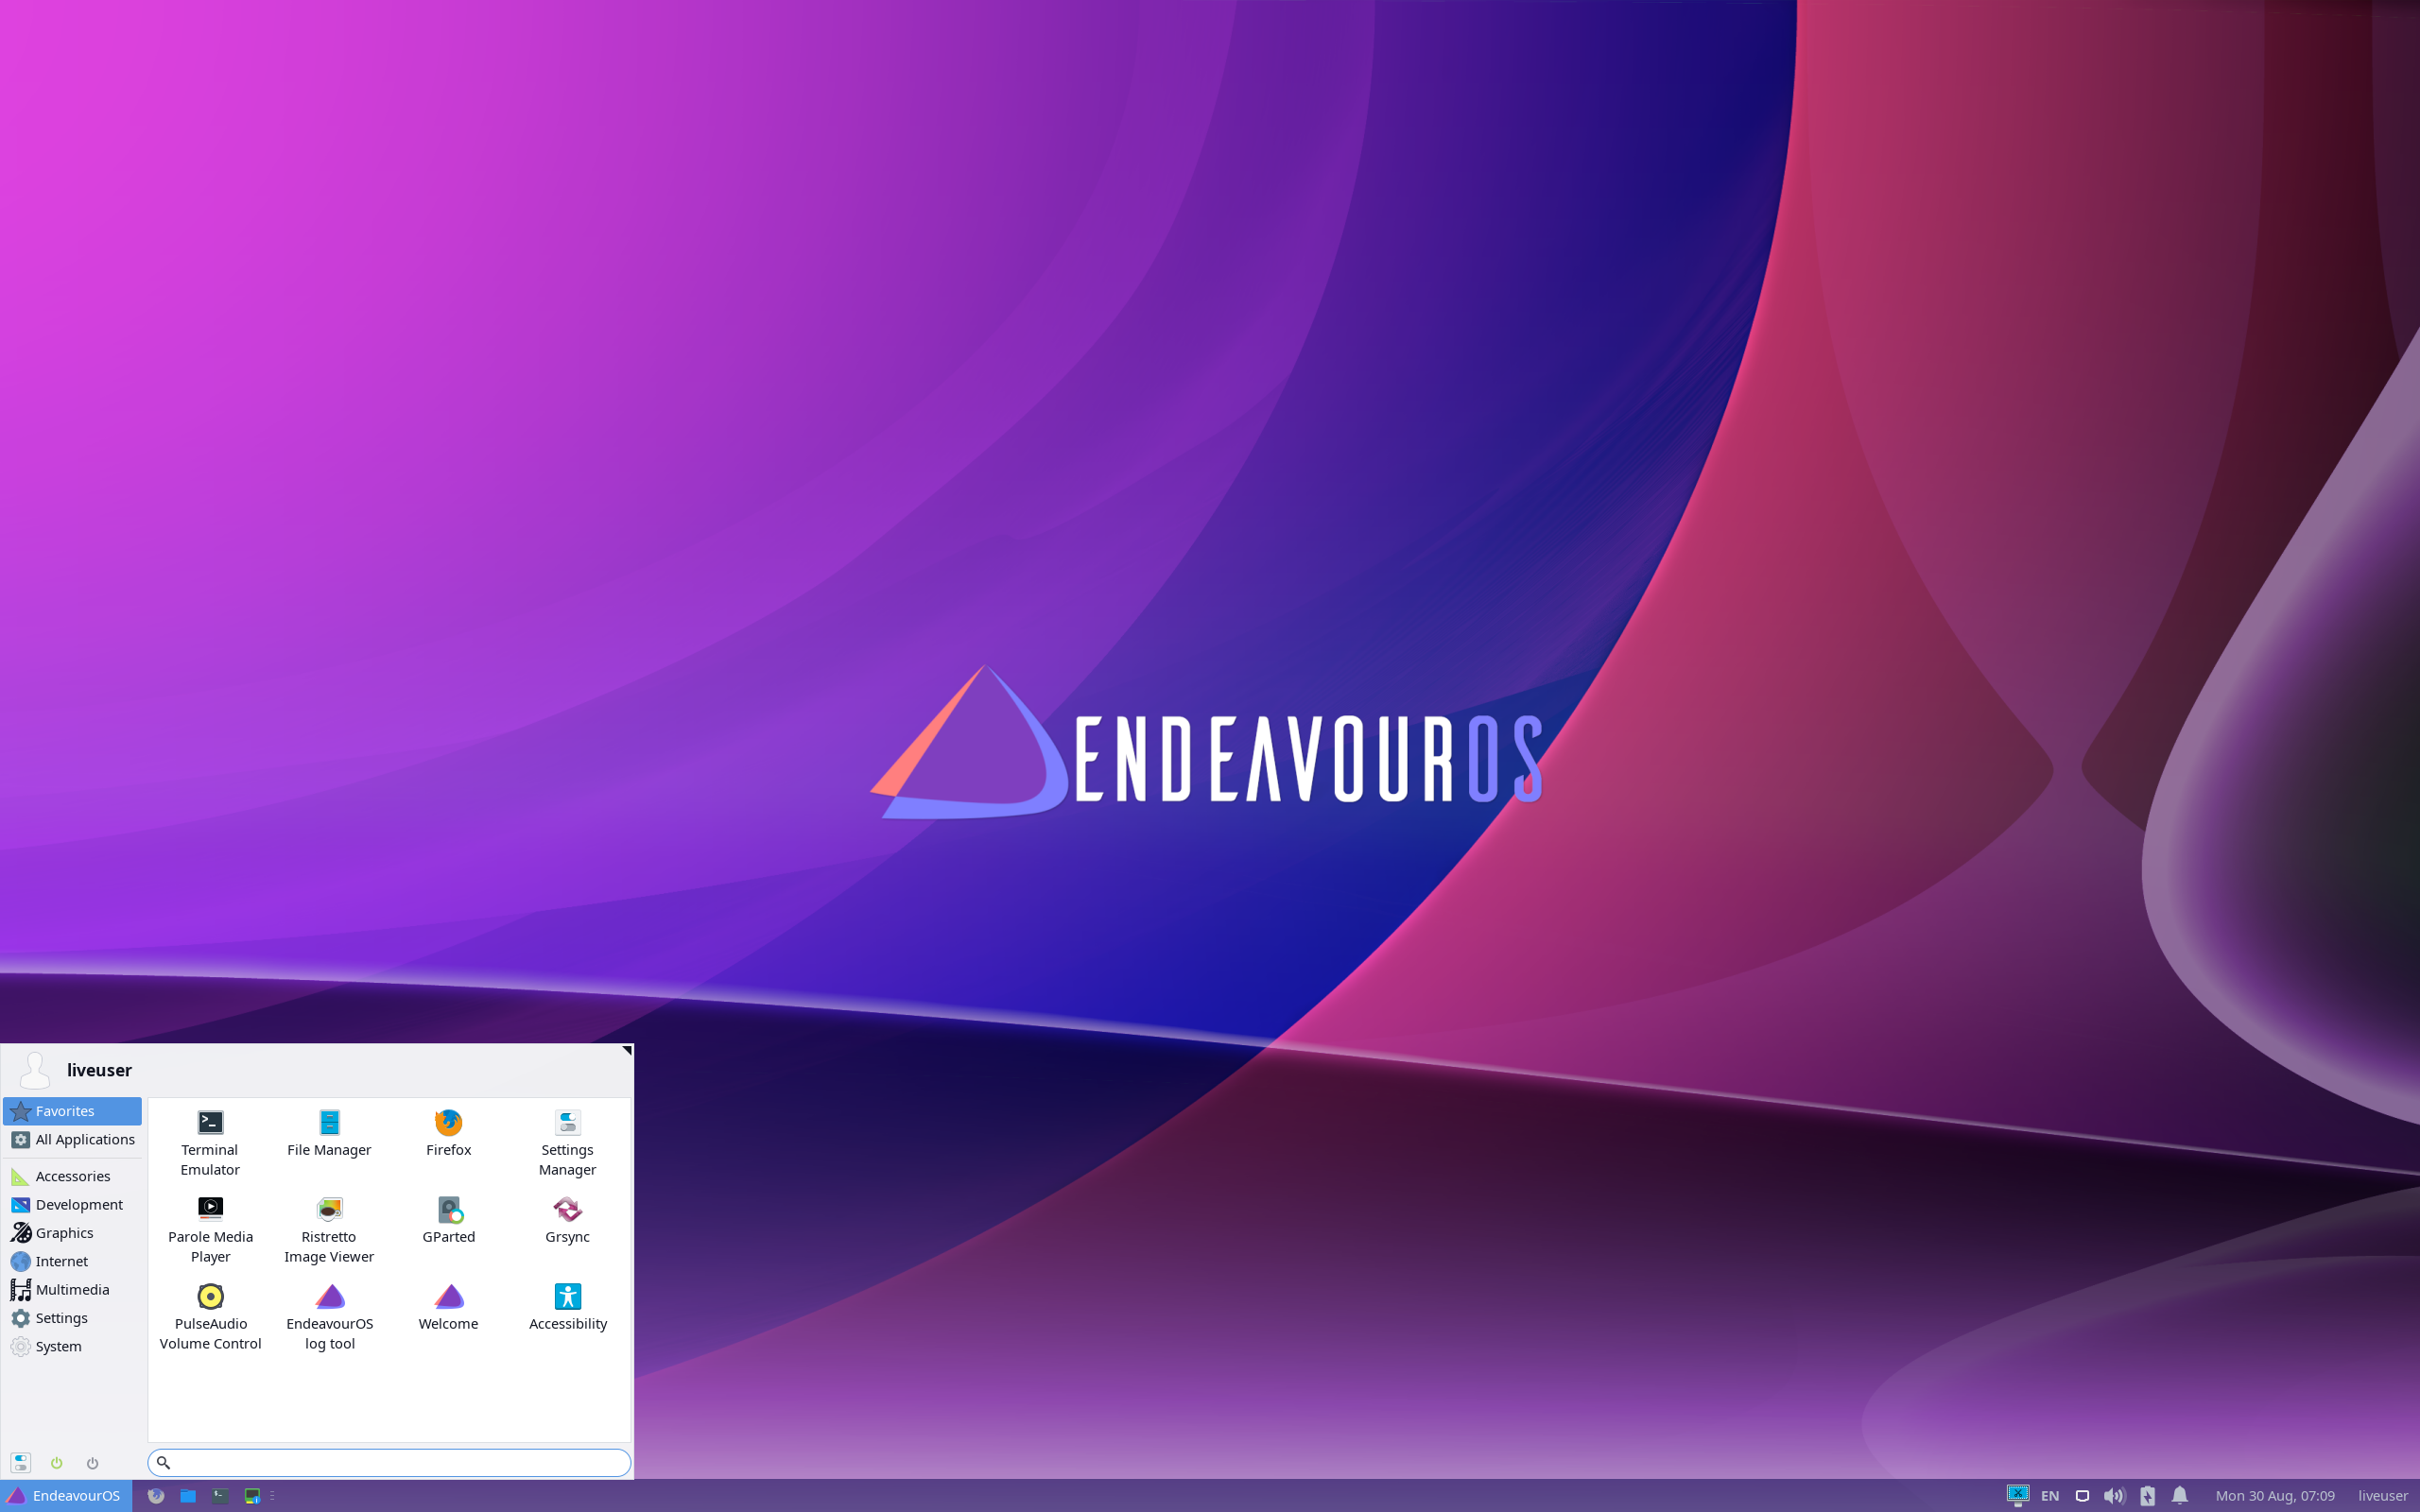 ENDEAVOUROS
liveuser
Favorites
All Applications
Accessories
Development
Graphics
Internet
Multimedia
Settings
System
Terminal
Emulator
File Manager
Firefox
Settings
Manager
Parole Media
Player
Ristretto
Image Viewer
GParted
Grsync
PulseAudio
Volume Control
EndeavourOS
log tool
Welcome
Accessibility
EndeavourOS
EN
Mon 30 Aug, 07:09
liveuser